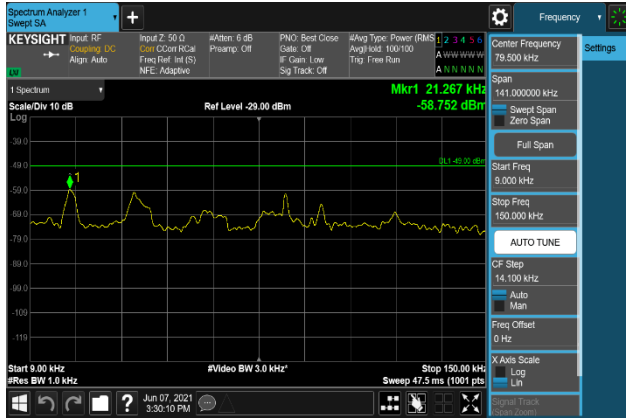 Spectrum Analyzer 1
Swept SA
+
Frequency
KEYSIGHT
Input: RF
Coupling: DC
Align: Auto
Input Z: 50 Ω
Corr CCorr RCal
Freq Ref: Int (S)
NFE: Adaptive
#Atten: 6 dB
Preamp: Off
PNO: Best Close
Gate: Off
IF Gain: Low
Sig Track: Off
#Avg Type: Power (RMS
Avg|Hold: 100/100
Trig: Free Run
1 2 3 4 5 6
A W W W W W
A N N N N N
LXI
1 Spectrum
Scale/Div 10 dB
Ref Level -29.00 dBm
Mkr1 21.267 kHz
-58.752 dBm
Log
-39.0
-49.0
DL1 -49.00 dBm
1
-59.0
-69.0
-79.0
-89.0
-99.0
-109
-119
Start 9.00 kHz
#Video BW 3.0 kHz*
Stop 150.00 kHz
#Res BW 1.0 kHz
Sweep 47.5 ms (1001 pts
?
Jun 07, 2021
3:30:10 PM
Settings
Center Frequency
79.500 kHz
Span
141.000000 kHz
Swept Span
Zero Span
Full Span
Start Freq
9.000 kHz
Stop Freq
150.000 kHz
AUTO TUNE
CF Step
14.100 kHz
Auto
Man
Freq Offset
0 Hz
X Axis Scale
Log
Lin
Signal Track
(Span Zoom)